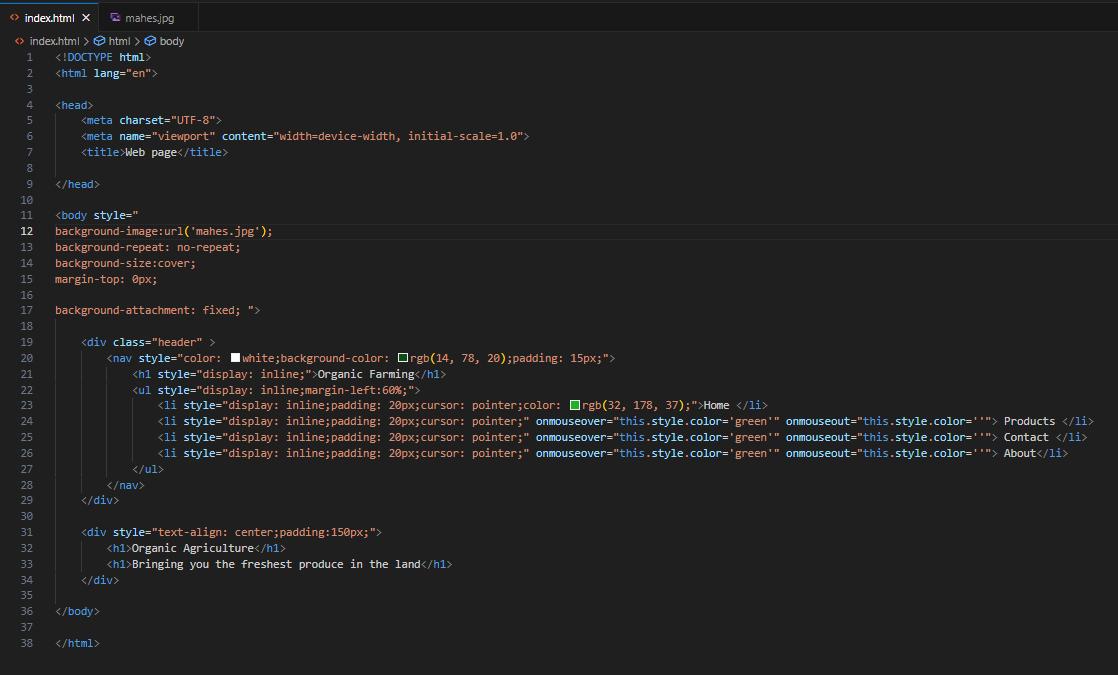 index.html
mahes.jpg
index.html > html > body
1 <!DOCTYPE html>
2 <html lang="en">
3
4 <head>
5     <meta charset="UTF-8">
6     <meta name="viewport" content="width=device-width, initial-scale=1.0">
7     <title>Web page</title>
8
9 </head>
10
11 <body style="
12 background-image:url('mahes.jpg');
13 background-repeat: no-repeat;
14 background-size:cover;
15 margin-top: 0px;
16
17 background-attachment: fixed; ">
18
19     <div class="header" >
20         <nav style="color: white;background-color: rgb(14, 78, 20);padding: 15px;">
21             <h1 style="display: inline;">Organic Farming</h1>
22             <ul style="display: inline;margin-left:60%;">
23                 <li style="display: inline;padding: 20px;cursor: pointer;color: rgb(32, 178, 37);">Home </li>
24                 <li style="display: inline;padding: 20px;cursor: pointer;" onmouseover="this.style.color='green'" onmouseout="this.style.color=''"> Products </li>
25                 <li style="display: inline;padding: 20px;cursor: pointer;" onmouseover="this.style.color='green'" onmouseout="this.style.color=''"> Contact </li>
26                 <li style="display: inline;padding: 20px;cursor: pointer;" onmouseover="this.style.color='green'" onmouseout="this.style.color=''"> About</li>
27             </ul>
28         </nav>
29     </div>
30
31     <div style="text-align: center;padding:150px;">
32         <h1>Organic Agriculture</h1>
33         <h1>Bringing you the freshest produce in the land</h1>
34     </div>
35
36 </body>
37
38 </html>